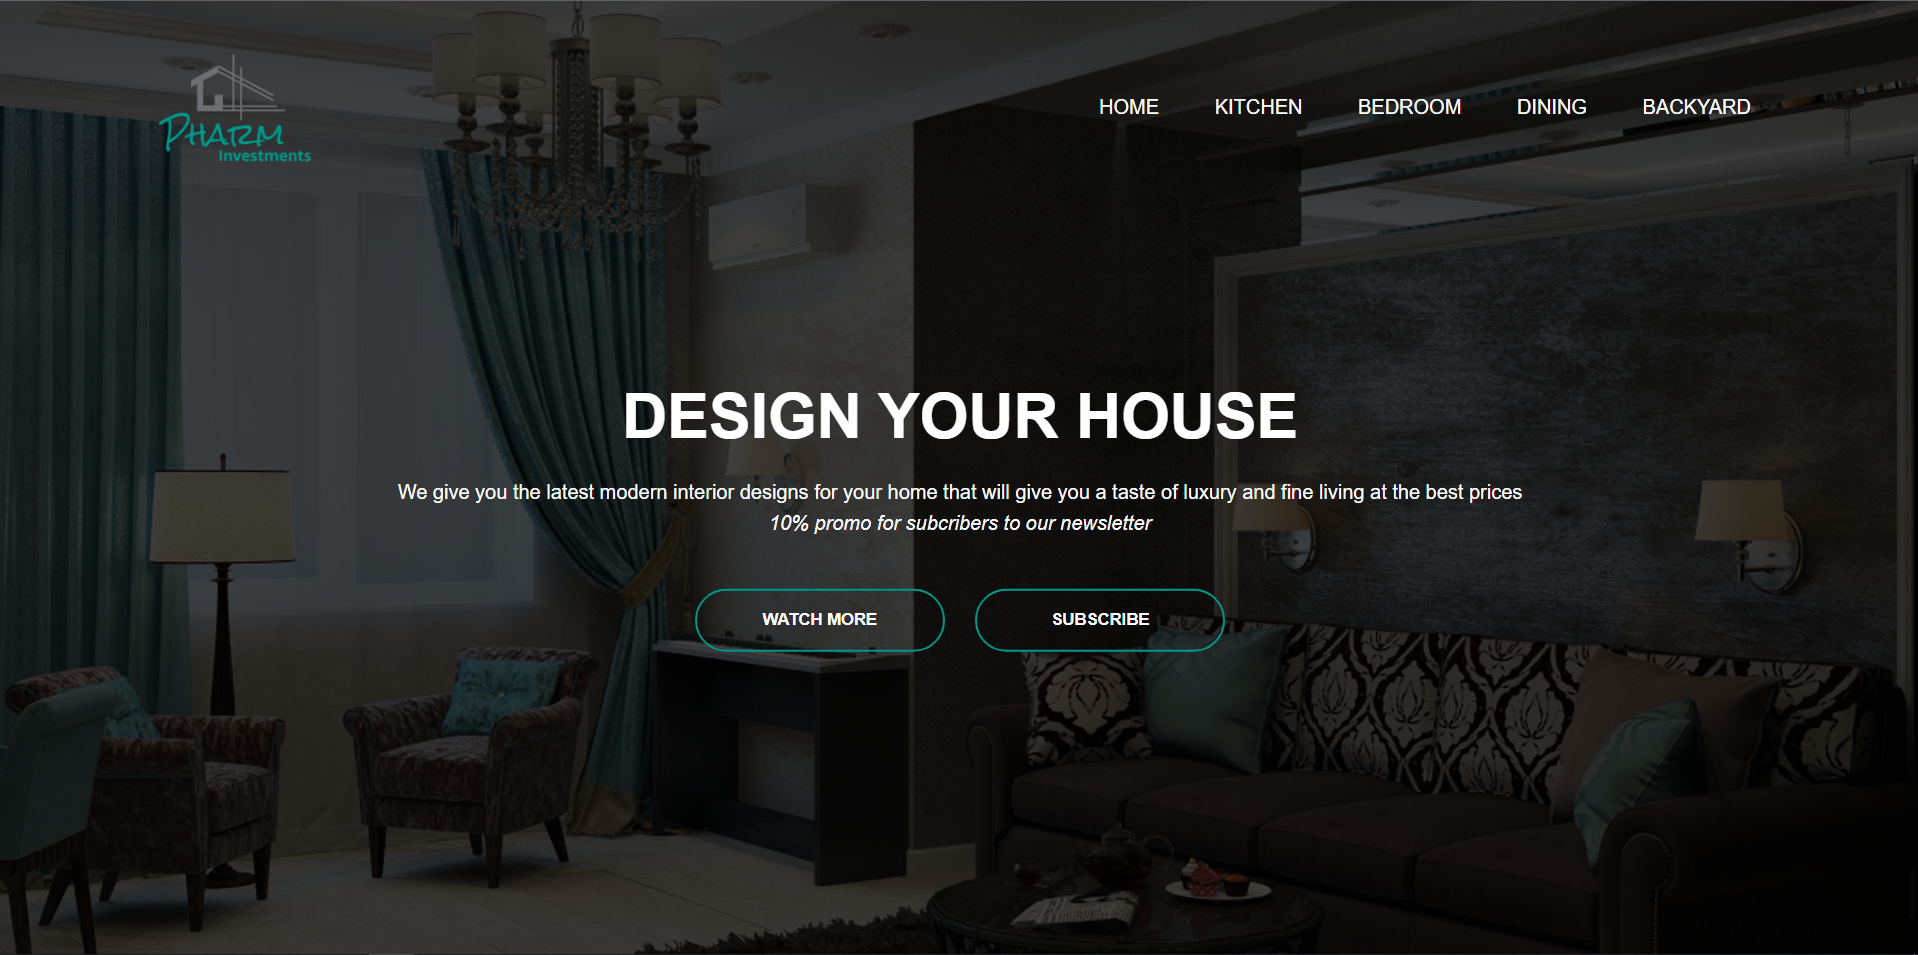 Pharm
Investments
HOME KITCHEN BEDROOM DINING BACKYARD
DESIGN YOUR HOUSE
We give you the latest modern interior designs for your home that will give you a taste of luxury and fine living at the best prices
10% promo for subcribers to our newsletter
WATCH MORE SUBSCRIBE